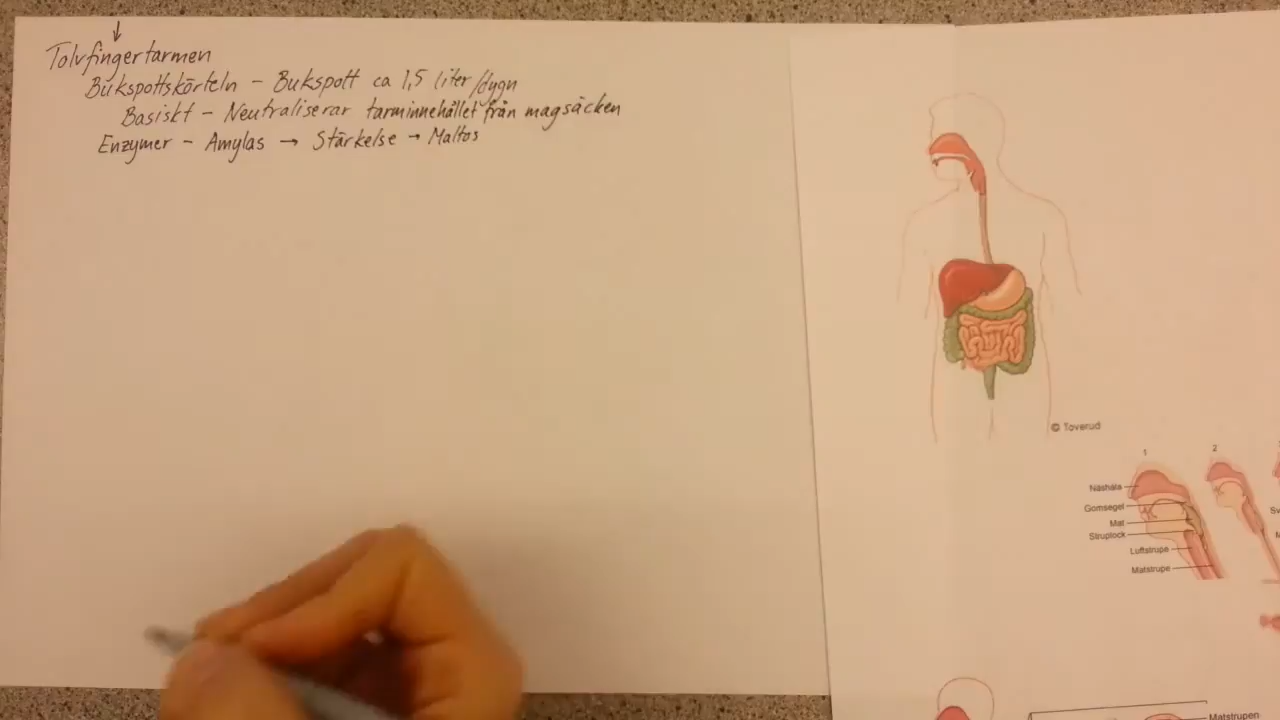 ↓
Tolvfingertarmen
Bukspottskörteln - Bukspott ca 1,5 liter/dygn
Basiskt - Neutraliserar tarminnehållet från magsäcken
Enzymer - Amylas → Stärkelse → Maltos
© Toverud
1
2
Näshåla
Gomsegel
Mat
Struplock
Luftstrupe
Matstrupe
Matstrupen